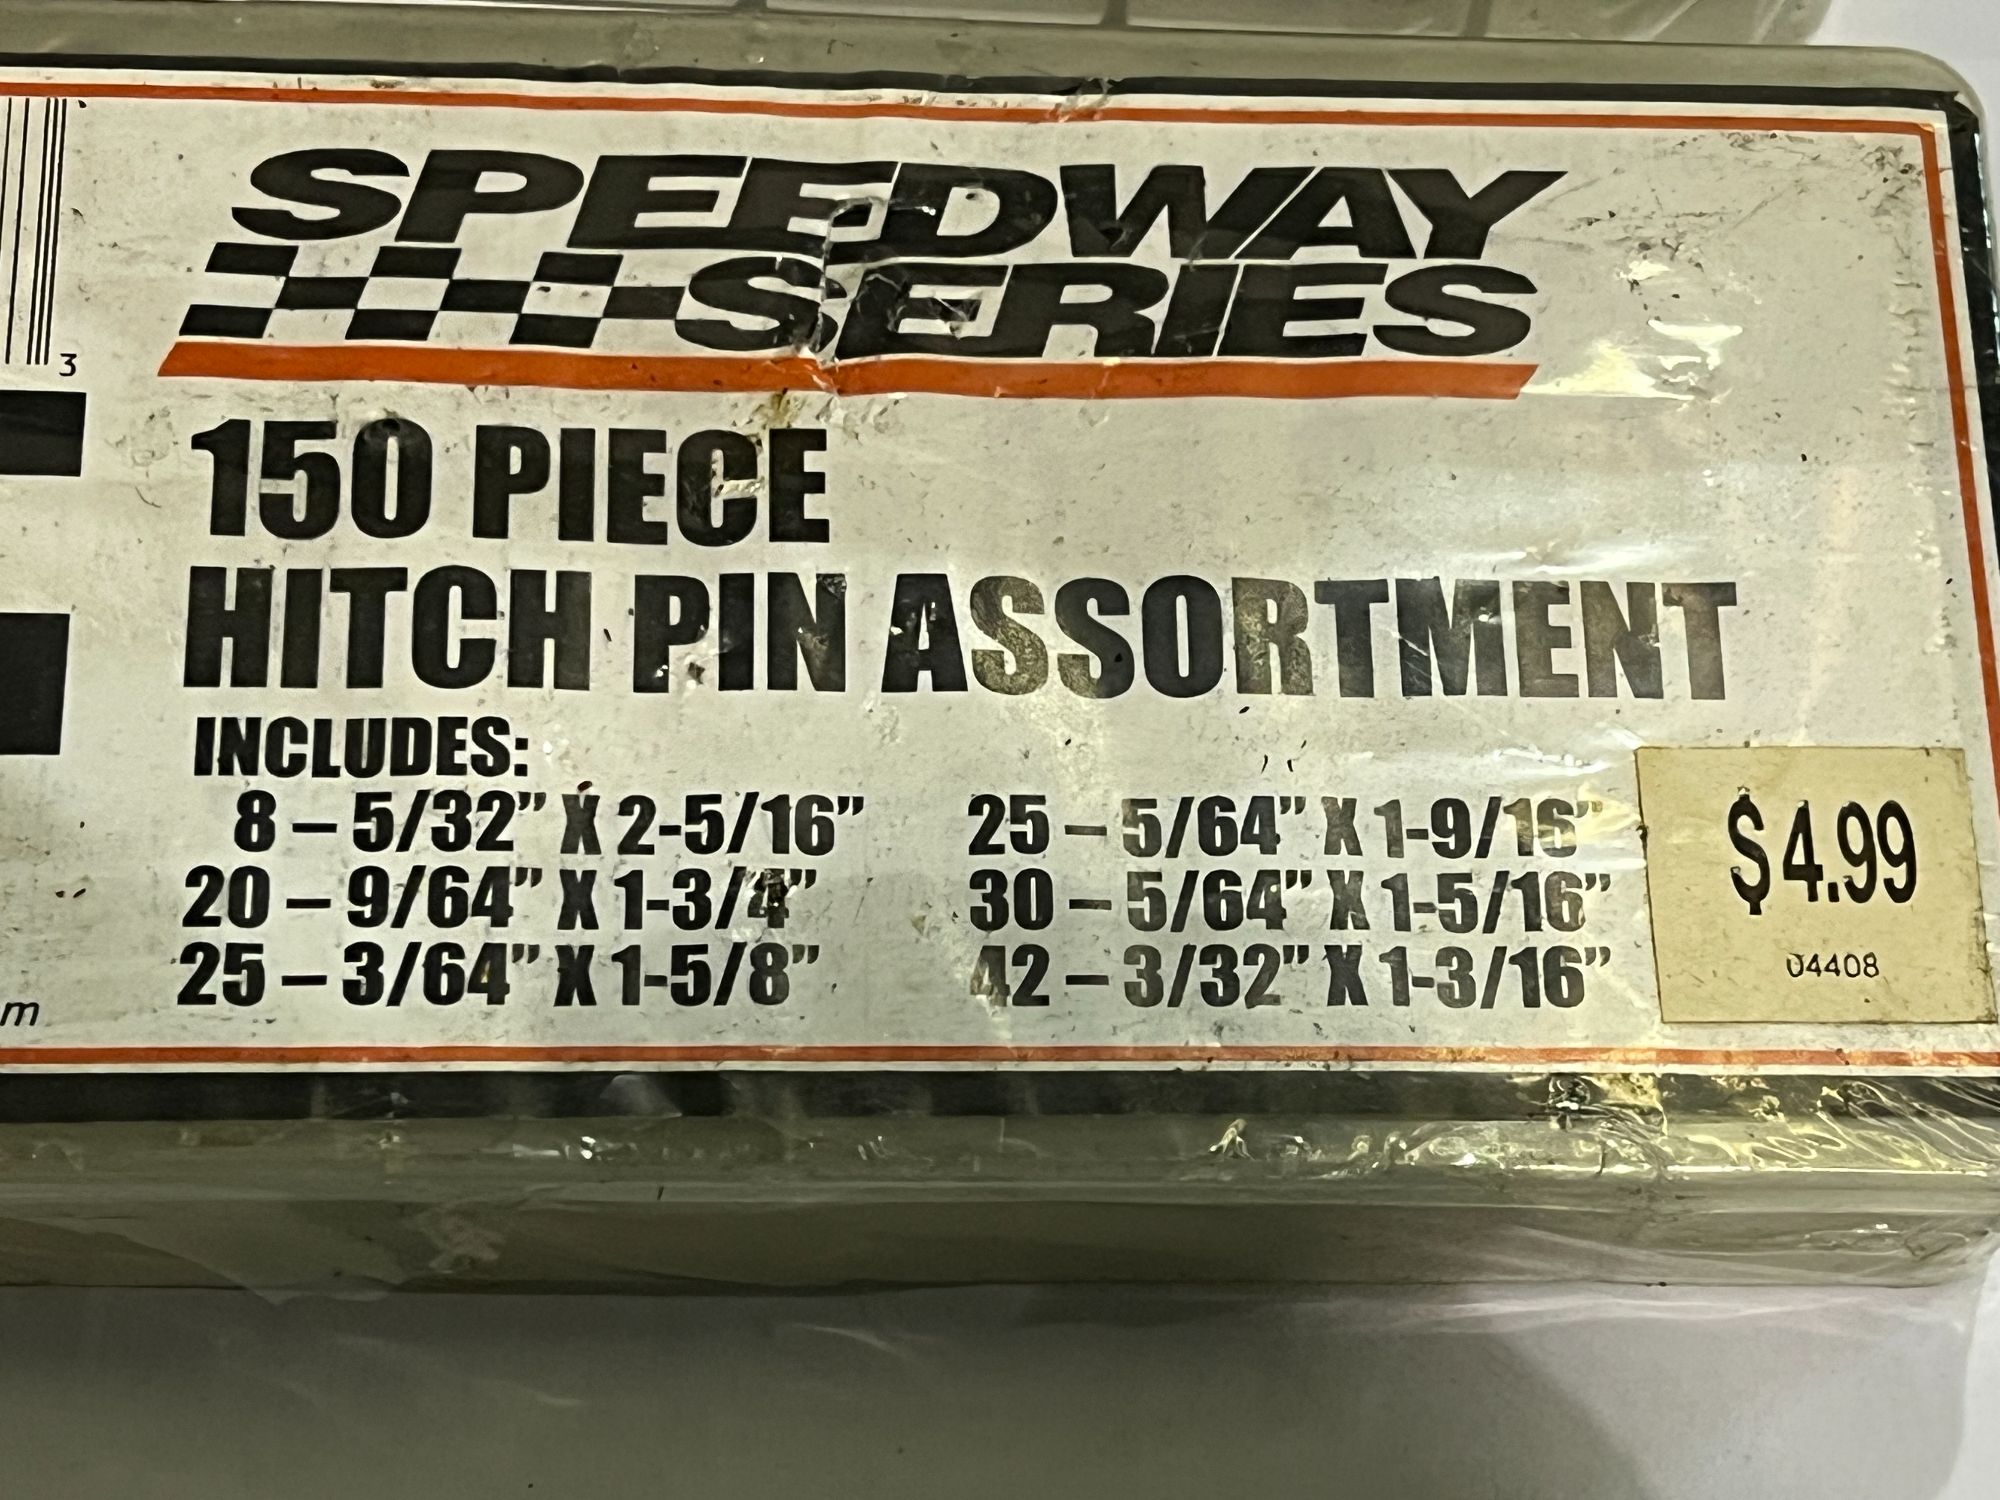 SPEEDWAY
SERIES
3
150 PIECE
HITCH PIN ASSORTMENT
INCLUDES:
8 – 5/32” X 2-5/16” 25 – 5/64” X 1-9/16”
20 – 9/64” X 1-3/4” 30 – 5/64” X 1-5/16”
25 – 3/64” X 1-5/8” 42 – 3/32” X 1-3/16”
$4.99
04408
m